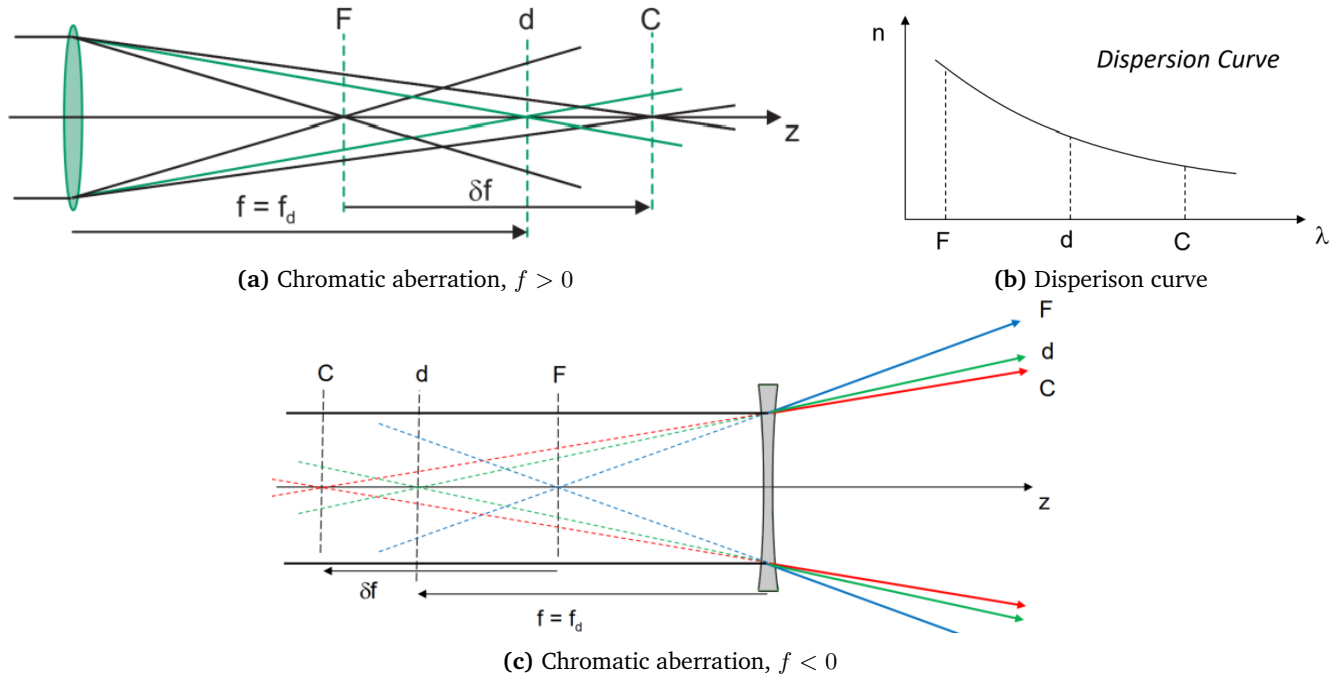 F d C
z
δf
f = f_d
(a) Chromatic aberration, f > 0
n
Dispersion Curve
F d C
λ
(b) Disperison curve
F
d
C
C d F
z
δf
f = f_d
(c) Chromatic aberration, f < 0